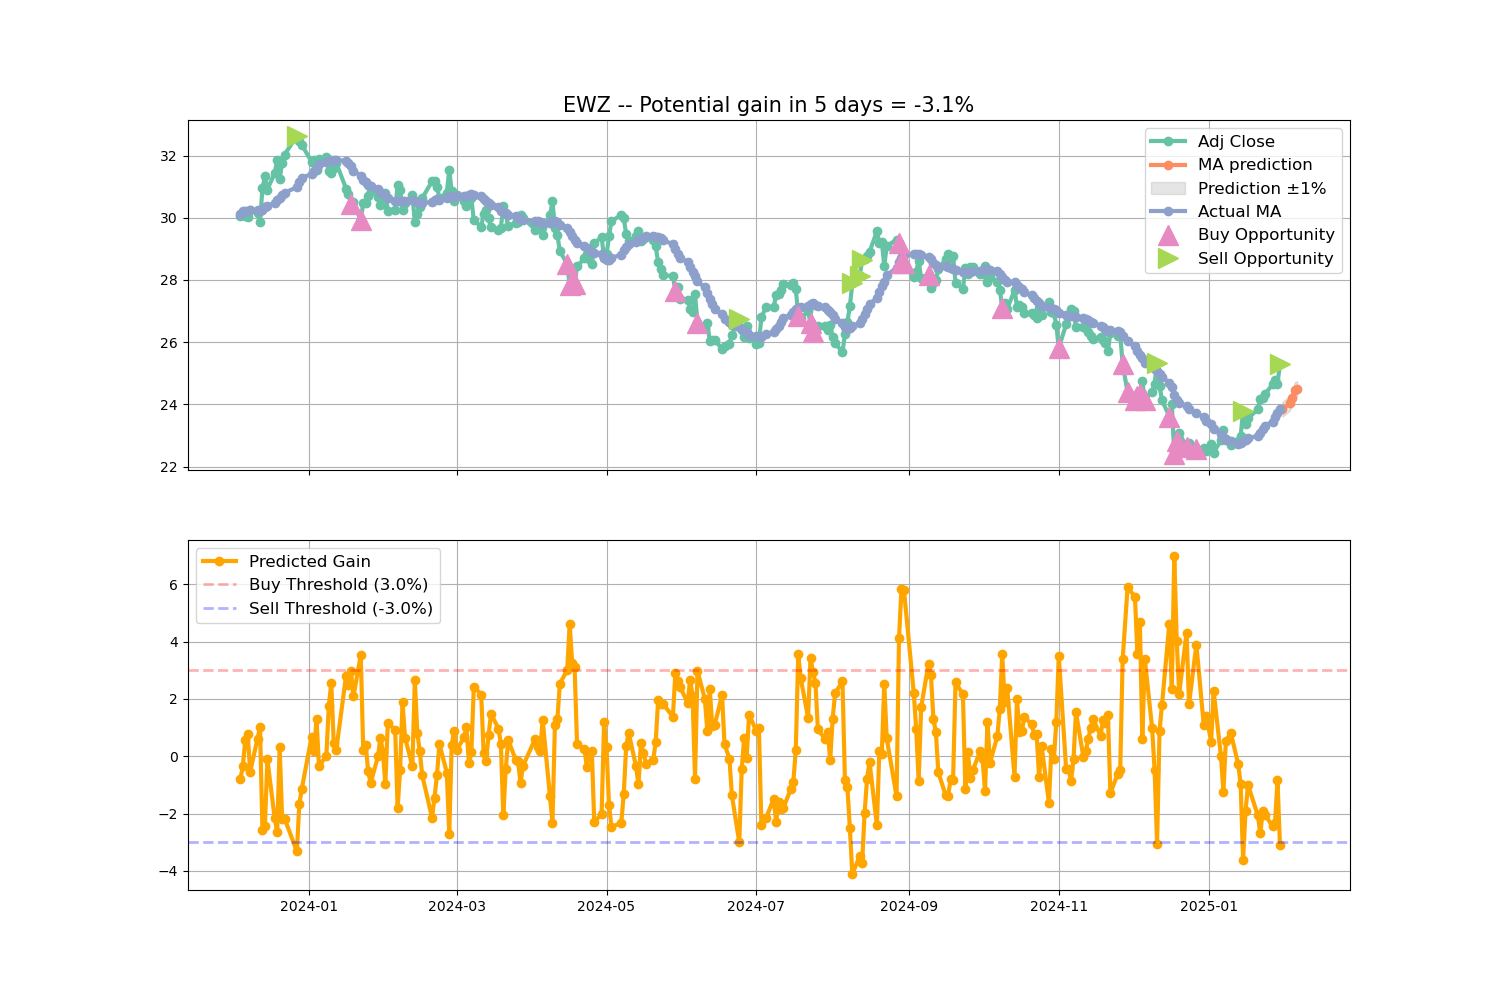 EWZ -- Potential gain in 5 days = -3.1%
32
30
28
26
24
22
Adj Close
MA prediction
Prediction ±1%
Actual MA
Buy Opportunity
Sell Opportunity
6
4
2
0
−2
−4
Predicted Gain
Buy Threshold (3.0%)
Sell Threshold (-3.0%)
2024-01
2024-03
2024-05
2024-07
2024-09
2024-11
2025-01